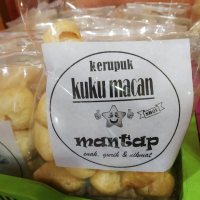 kerupuk
kuku macan
mantap
enak, gurih & nikmat